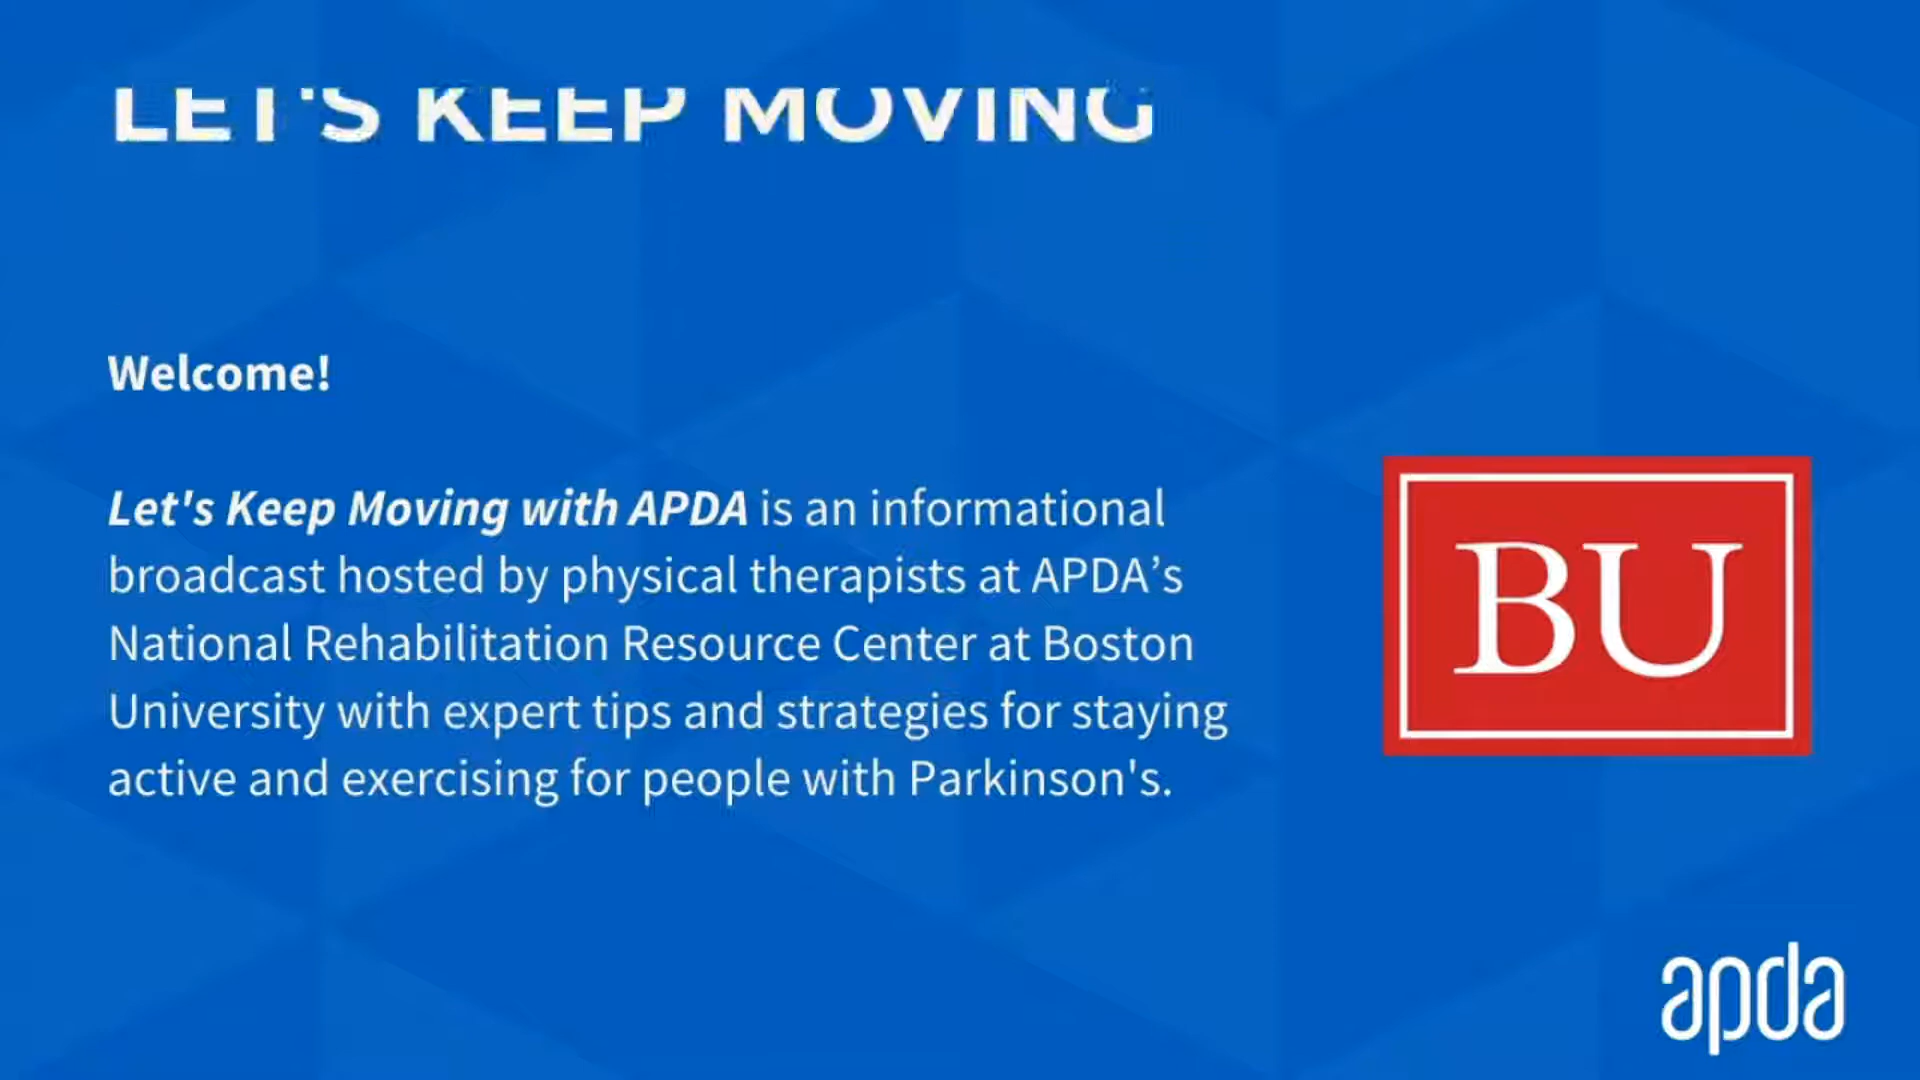 LET'S KEEP MOVING
Welcome!
Let's Keep Moving with APDA is an informational
broadcast hosted by physical therapists at APDA’s
National Rehabilitation Resource Center at Boston
University with expert tips and strategies for staying
active and exercising for people with Parkinson's.
BU
apda